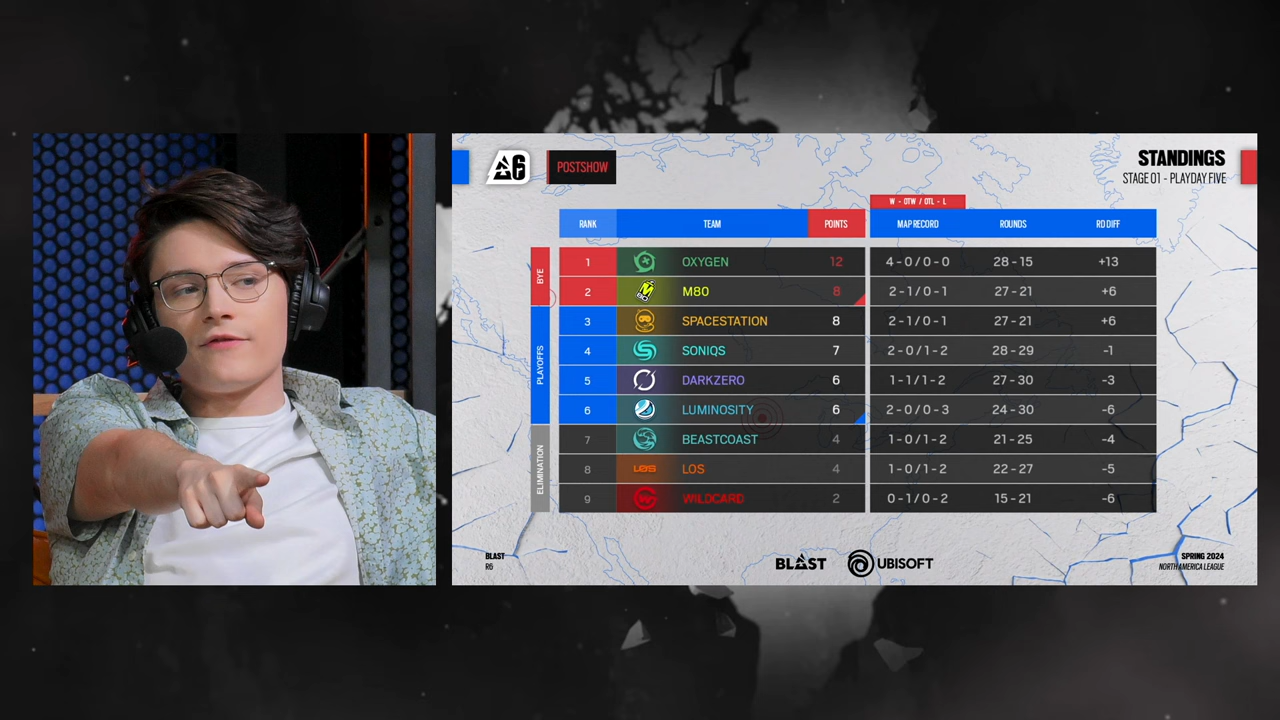 6
POSTSHOW
STANDINGS
STAGE 01 - PLAYDAY FIVE
W - OTW / OTL - L
RANK TEAM POINTS MAP RECORD ROUNDS RD DIFF
BYE
1 OXYGEN 12 4 - 0 / 0 - 0 28 - 15 +13
2 M80 M80 8 2 - 1 / 0 - 1 27 - 21 +6
PLAYOFFS
3 SPACESTATION 8 2 - 1 / 0 - 1 27 - 21 +6
4 SONIQS 7 2 - 0 / 1 - 2 28 - 29 -1
5 DARKZERO 6 1 - 1 / 1 - 2 27 - 30 -3
6 LUMINOSITY 6 2 - 0 / 0 - 3 24 - 30 -6
ELIMINATION
7 BEASTCOAST 4 1 - 0 / 1 - 2 21 - 25 -4
8 LOS LOS 4 1 - 0 / 1 - 2 22 - 27 -5
9 WILDCARD 2 0 - 1 / 0 - 2 15 - 21 -6
BLAST
R6
BLAST UBISOFT
SPRING 2024
NORTH AMERICA LEAGUE